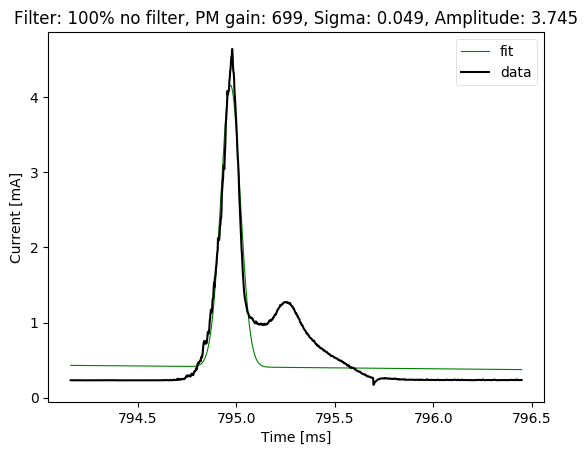 Filter: 100% no filter, PM gain: 699, Sigma: 0.049, Amplitude: 3.745
fit
data
4
3
2
1
0
Current [mA]
794.5
795.0
795.5
796.0
796.5
Time [ms]